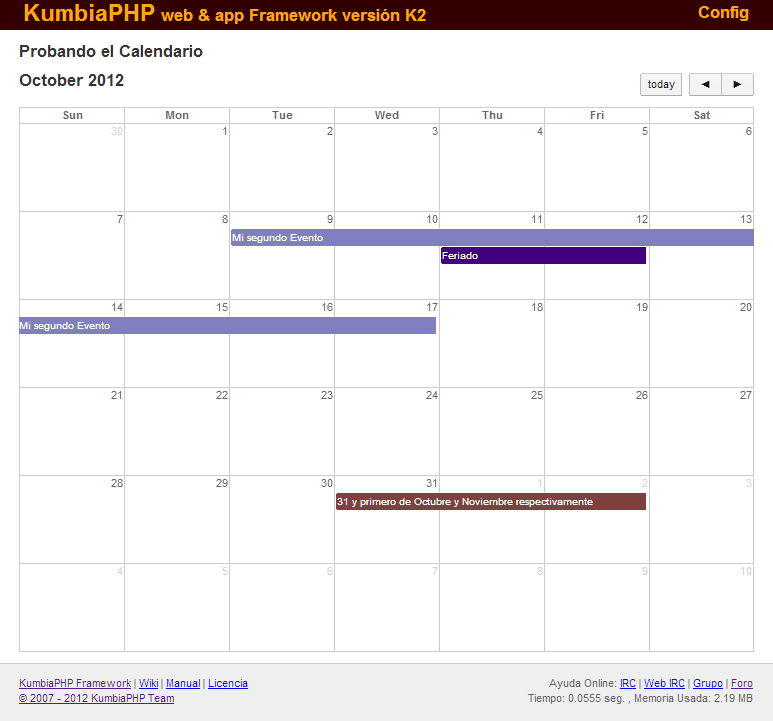 KumbiaPHP web & app Framework versión K2 Config
Probando el Calendario
October 2012 today ◄ ►
Sun Mon Tue Wed Thu Fri Sat
30 1 2 3 4 5 6
7 8 9 10 11 12 13
Mi segundo Evento
Feriado
14 15 16 17 18 19 20
Mi segundo Evento
21 22 23 24 25 26 27
28 29 30 31 1 2 3
31 y primero de Octubre y Noviembre respectivamente
4 5 6 7 8 9 10
KumbiaPHP Framework | Wiki | Manual | Licencia Ayuda Online: IRC | Web IRC | Grupo | Foro
© 2007 - 2012 KumbiaPHP Team Tiempo: 0.0555 seg. , Memoria Usada: 2.19 MB